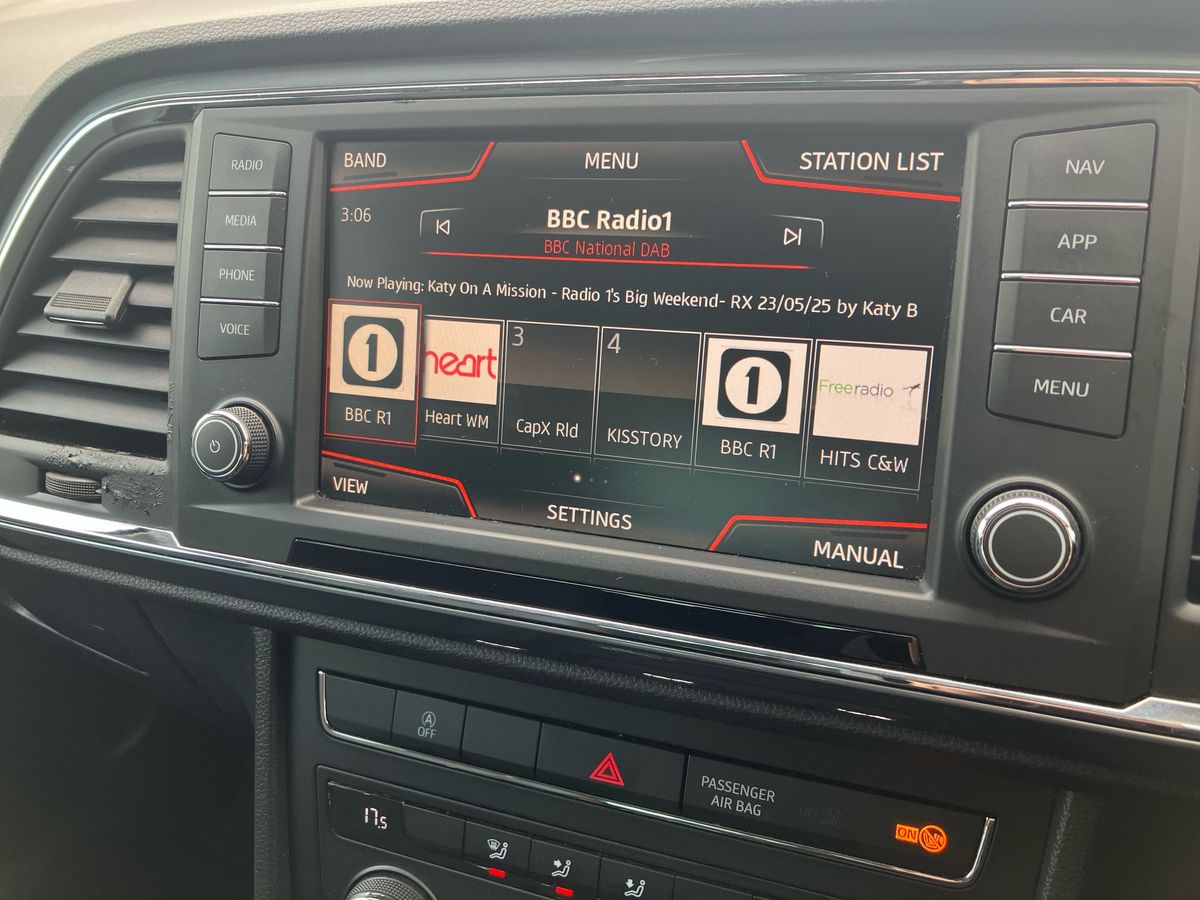 RADIO
MEDIA
PHONE
VOICE
BAND
MENU
STATION LIST
3:06
BBC Radio1
BBC National DAB
Now Playing: Katy On A Mission - Radio 1's Big Weekend- RX 23/05/25 by Katy B
1
BBC R1
heart
Heart WM
3
CapX Rld
4
KISSTORY
1
BBC R1
Freeradio
HITS C&W
VIEW
SETTINGS
MANUAL
NAV
APP
CAR
MENU
A
OFF
PASSENGER
AIR BAG
OFF
ON
17.5